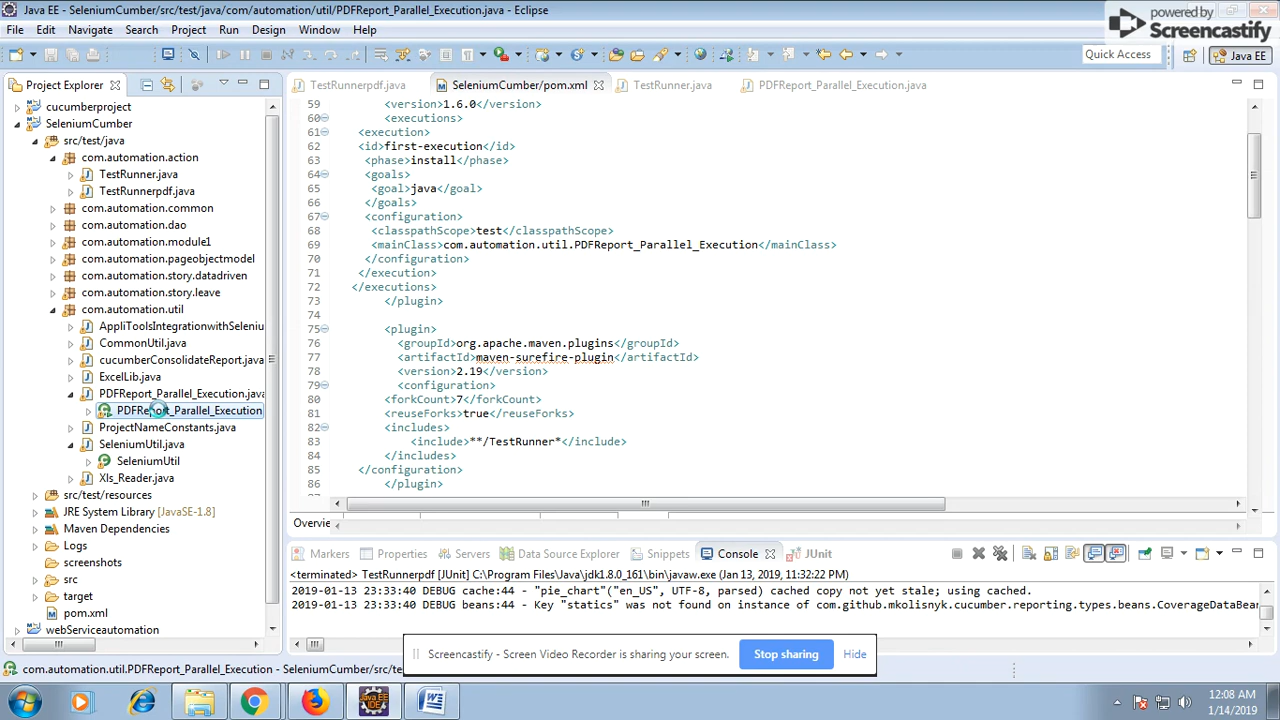 Java EE - SeleniumCumber/src/test/java/com/automation/util/PDFReport_Parallel_Execution.java - Eclipse
powered by
Screencastify
File Edit Navigate Search Project Run Design Window Help
Quick Access
Java EE
Project Explorer
TestRunnerpdf.java
SeleniumCumber/pom.xml
TestRunner.java
PDFReport_Parallel_Execution.java
cucumberproject
SeleniumCumber
src/test/java
com.automation.action
TestRunner.java
TestRunnerpdf.java
com.automation.common
com.automation.dao
com.automation.module1
com.automation.pageobjectmodel
com.automation.story.datadriven
com.automation.story.leave
com.automation.util
AppliToolsIntegrationwithSeleniu
CommonUtil.java
cucumberConsolidateReport.java
ExcelLib.java
PDFReport_Parallel_Execution.java
PDFReport_Parallel_Execution
ProjectNameConstants.java
SeleniumUtil.java
SeleniumUtil
Xls_Reader.java
src/test/resources
JRE System Library [JavaSE-1.8]
Maven Dependencies
Logs
screenshots
src
target
pom.xml
webServiceautomation
59 <version>1.6.0</version>
60 <executions>
61 <execution>
62 <id>first-execution</id>
63 <phase>install</phase>
64 <goals>
65 <goal>java</goal>
66 </goals>
67 <configuration>
68 <classpathScope>test</classpathScope>
69 <mainClass>com.automation.util.PDFReport_Parallel_Execution</mainClass>
70 </configuration>
71 </execution>
72 </executions>
73 </plugin>
74
75 <plugin>
76 <groupId>org.apache.maven.plugins</groupId>
77 <artifactId>maven-surefire-plugin</artifactId>
78 <version>2.19</version>
79 <configuration>
80 <forkCount>7</forkCount>
81 <reuseForks>true</reuseForks>
82 <includes>
83 <include>**/TestRunner*</include>
84 </includes>
85 </configuration>
86 </plugin>
Overvie
Markers Properties Servers Data Source Explorer Snippets Console JUnit
<terminated> TestRunnerpdf [JUnit] C:\Program Files\Java\jdk1.8.0_161\bin\javaw.exe (Jan 13, 2019, 11:32:22 PM)
2019-01-13 23:33:40 DEBUG cache:44 - "pie_chart"("en_US", UTF-8, parsed) cached copy not yet stale; using cached.
2019-01-13 23:33:40 DEBUG beans:44 - Key "statics" was not found on instance of com.github.mkolisnyk.cucumber.reporting.types.beans.CoverageDataBean
Screencastify - Screen Video Recorder is sharing your screen.
Stop sharing
Hide
com.automation.util.PDFReport_Parallel_Execution - SeleniumCumber/src/te
12:08 AM
1/14/2019